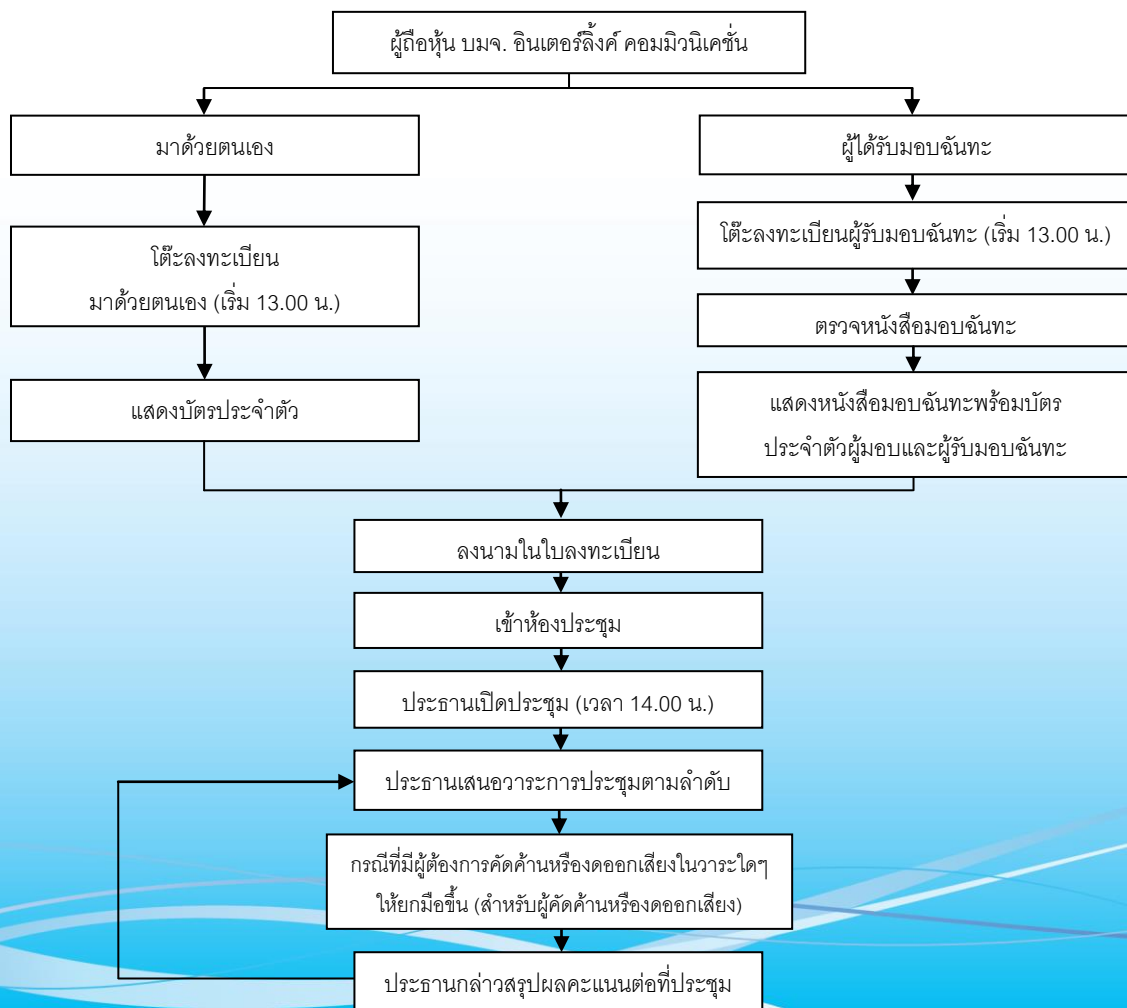 ผู้ถือหุ้น บมจ. อินเตอร์ลิ้งค์ คอมมิวนิเคชั่น
มาด้วยตนเอง
โต๊ะลงทะเบียน
มาด้วยตนเอง (เริ่ม 13.00 น.)
แสดงบัตรประจำตัว
ผู้ได้รับมอบฉันทะ
โต๊ะลงทะเบียนผู้รับมอบฉันทะ (เริ่ม 13.00 น.)
ตรวจหนังสือมอบฉันทะ
แสดงหนังสือมอบฉันทะพร้อมบัตร
ประจำตัวผู้มอบและผู้รับมอบฉันทะ
ลงนามในใบลงทะเบียน
เข้าห้องประชุม
ประธานเปิดประชุม (เวลา 14.00 น.)
ประธานเสนอวาระการประชุมตามลำดับ
กรณีที่มีผู้ต้องการคัดค้านหรืองดออกเสียงในวาระใดๆ
ให้ยกมือขึ้น (สำหรับผู้คัดค้านหรืองดออกเสียง)
ประธานกล่าวสรุปผลคะแนนต่อที่ประชุม